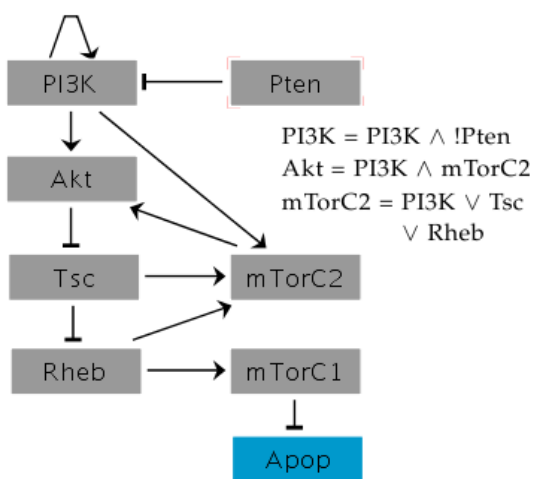 PI3K
Pten
PI3K = PI3K ∧ !Pten
Akt = PI3K ∧ mTorC2
mTorC2 = PI3K ∨ Tsc
∨ Rheb
Akt
Tsc
mTorC2
Rheb
mTorC1
Apop